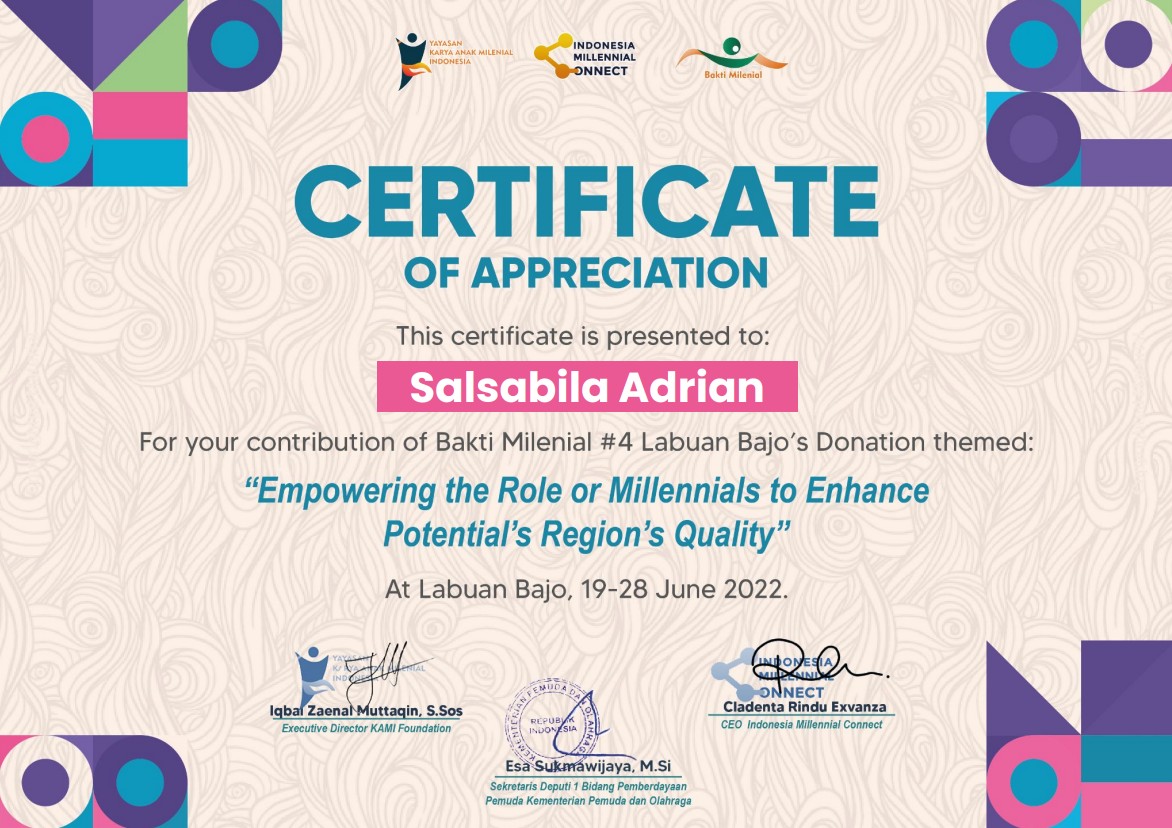 YAYASAN
KARYA ANAK MILENIAL
INDONESIA
INDONESIA
MILLENNIAL
ONNECT
Bakti Milenial
CERTIFICATE
OF APPRECIATION
This certificate is presented to:
Salsabila Adrian
For your contribution of Bakti Milenial #4 Labuan Bajo's Donation themed:
“Empowering the Role or Millennials to Enhance
Potential's Region's Quality”
At Labuan Bajo, 19-28 June 2022.
YAYASAN
KARYA ANAK MILENIAL
INDONESIA
Iqbal Zaenal Muttaqin, S.Sos
Executive Director KAMI Foundation
INDONESIA
MILLENNIAL
ONNECT
Cladenta Rindu Exvanza
CEO Indonesia Millennial Connect
KEMENTERIAN PEMUDA DAN OLAHRAGA
REPUBLIK
INDONESIA
Esa Sukmawijaya, M.Si
Sekretaris Deputi 1 Bidang Pemberdayaan
Pemuda Kementerian Pemuda dan Olahraga